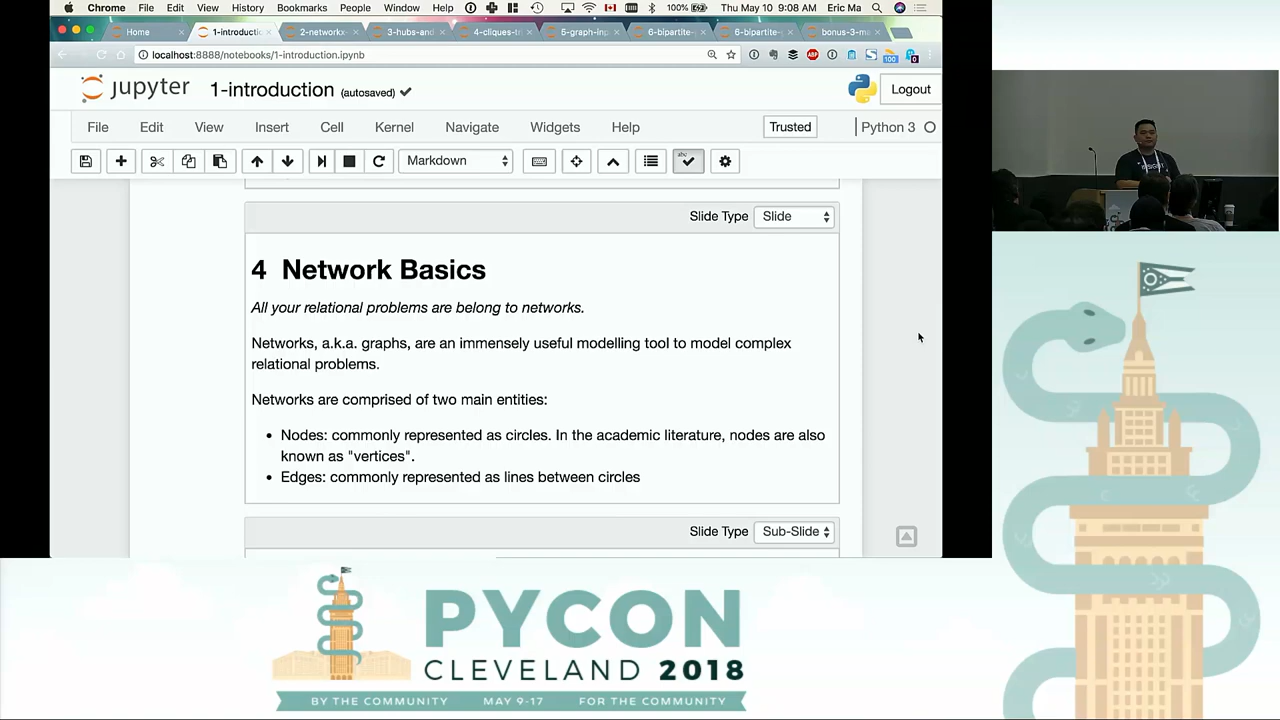 Chrome File Edit View History Bookmarks People Window Help 100% Thu May 10 9:08 AM Eric Ma
Home 1-introducti 2-networkx- 3-hubs-and 4-cliques-t 5-graph-inp 6-bipartite- 6-bipartite- bonus-3-m
localhost:8888/notebooks/1-introduction.ipynb
ABP 100 0
jupyter 1-introduction (autosaved) Logout
File Edit View Insert Cell Kernel Navigate Widgets Help Trusted Python 3
Markdown
Slide Type Slide
4 Network Basics
All your relational problems are belong to networks.
Networks, a.k.a. graphs, are an immensely useful modelling tool to model complex
relational problems.
Networks are comprised of two main entities:
• Nodes: commonly represented as circles. In the academic literature, nodes are also
known as "vertices".
• Edges: commonly represented as lines between circles
Slide Type Sub-Slide
PYCON
CLEVELAND 2018
BY THE COMMUNITY MAY 9-17 FOR THE COMMUNITY